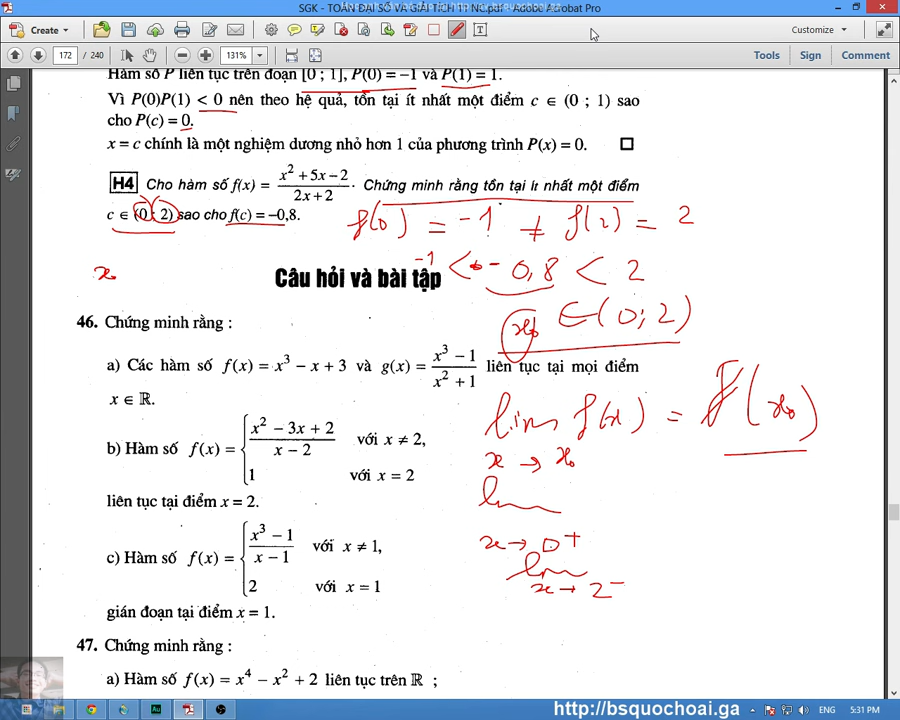 SGK - TOÁN ĐẠI SỐ VÀ GIẢI TÍCH 11 NC.pdf - Adobe Acrobat Pro
Create Customize
172 / 240 131% Tools Sign Comment
Hàm số P liên tục trên đoạn [0 ; 1], P(0) = −1 và P(1) = 1.
Vì P(0)P(1) < 0 nên theo hệ quả, tồn tại ít nhất một điểm c ∈ (0 ; 1) sao
cho P(c) = 0.
x = c chính là một nghiệm dương nhỏ hơn 1 của phương trình P(x) = 0. □
H4 Cho hàm số f(x) = (x² + 5x − 2)/(2x + 2). Chứng minh rằng tồn tại ít nhất một điểm
c ∈ (0 ; 2) sao cho f(c) = −0,8.
f(0) = -1 ≠ f(2) = 2
-1 < - 0,8 < 2
x₀
Câu hỏi và bài tập
x₀ ∈ (0; 2)
46. Chứng minh rằng :
a) Các hàm số f(x) = x³ − x + 3 và g(x) = (x³ − 1)/(x² + 1) liên tục tại mọi điểm
x ∈ ℝ.
lim f(x) = f(x₀)
x → x₀
b) Hàm số f(x) = { (x² − 3x + 2)/(x − 2) với x ≠ 2,
1 với x = 2
liên tục tại điểm x = 2.
lim
x → 0+
lim
x → 2-
c) Hàm số f(x) = { (x³ − 1)/(x − 1) với x ≠ 1,
2 với x = 1
gián đoạn tại điểm x = 1.
47. Chứng minh rằng :
a) Hàm số f(x) = x⁴ − x² + 2 liên tục trên ℝ ;
http://bsquochoai.ga ENG 5:31 PM